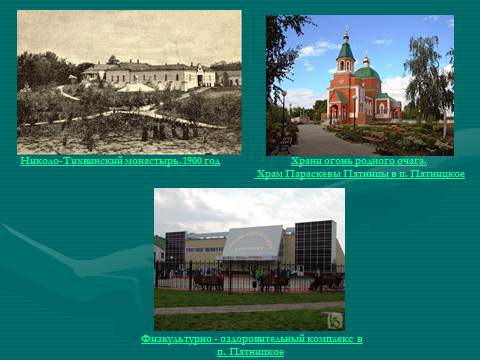 Николо-Тихвинский монастырь.1900 год
Храни огонь родного очага.
Храм Параскевы Пятницы в п. Пятницкое
Физкультурно - оздоровительный комплекс в
п. Пятницкое